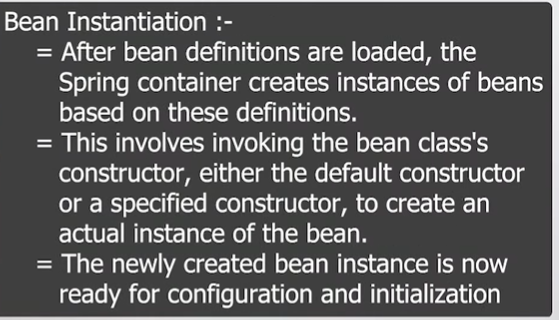 Bean Instantiation :-
= After bean definitions are loaded, the
Spring container creates instances of beans
based on these definitions.
= This involves invoking the bean class's
constructor, either the default constructor
or a specified constructor, to create an
actual instance of the bean.
= The newly created bean instance is now
ready for configuration and initialization